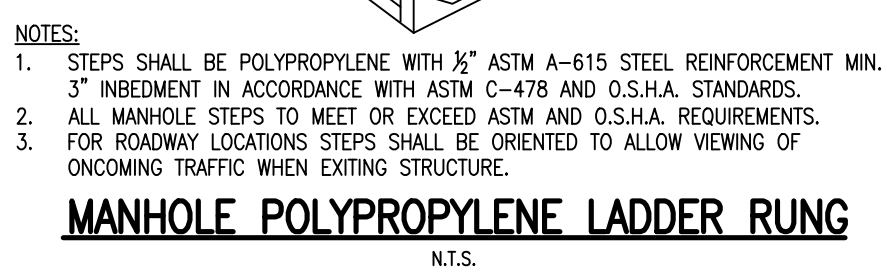 NOTES:
1. STEPS SHALL BE POLYPROPYLENE WITH ½" ASTM A-615 STEEL REINFORCEMENT MIN.
3" INBEDMENT IN ACCORDANCE WITH ASTM C-478 AND O.S.H.A. STANDARDS.
2. ALL MANHOLE STEPS TO MEET OR EXCEED ASTM AND O.S.H.A. REQUIREMENTS.
3. FOR ROADWAY LOCATIONS STEPS SHALL BE ORIENTED TO ALLOW VIEWING OF
ONCOMING TRAFFIC WHEN EXITING STRUCTURE.
MANHOLE POLYPROPYLENE LADDER RUNG
N.T.S.